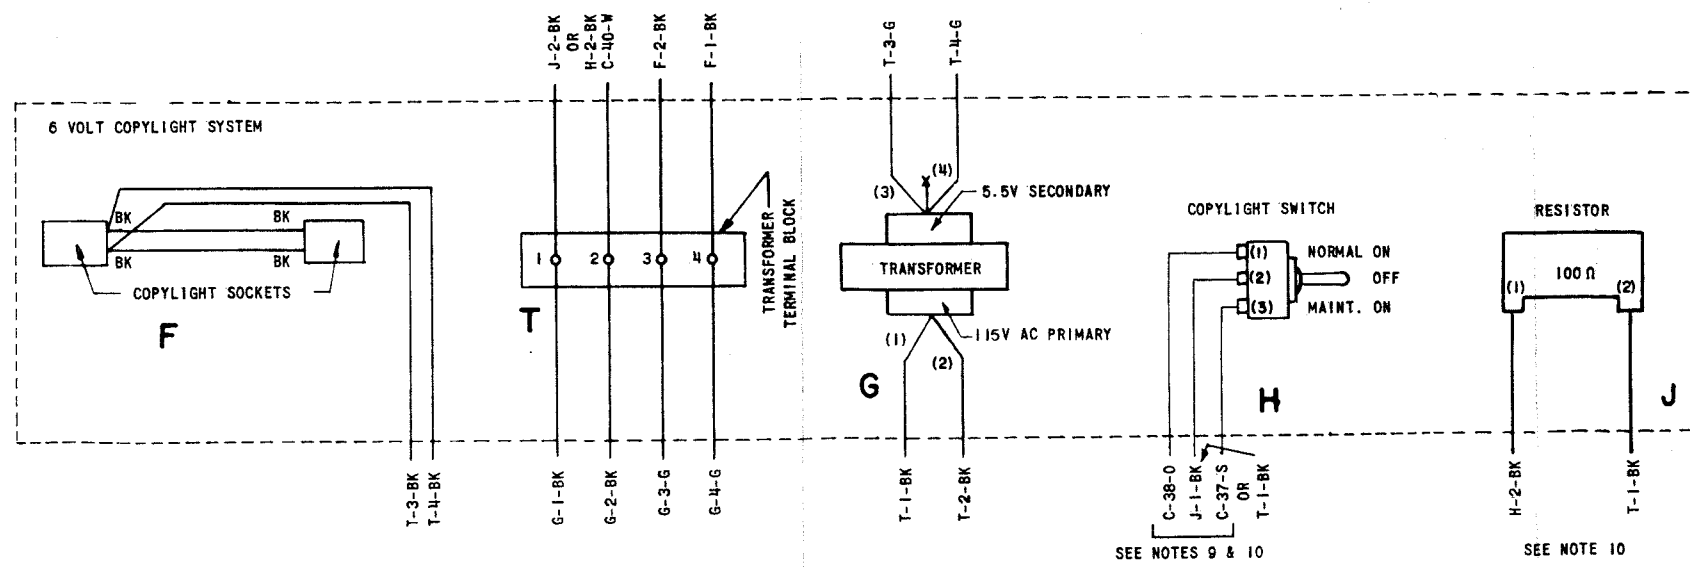 J-2-BK
OR
H-2-BK
C-40-W
F-2-BK
F-1-BK
T-3-G
T-4-G
6 VOLT COPYLIGHT SYSTEM
BK
BK
BK
BK
COPYLIGHT SOCKETS
F
T-3-BK
T-4-BK
1
2
3
4
TRANSFORMER
TERMINAL BLOCK
T
G-1-BK
G-2-BK
G-3-G
G-4-G
(3)
(4)
5.5V SECONDARY
TRANSFORMER
115V AC PRIMARY
(1)
(2)
G
T-1-BK
T-2-BK
COPYLIGHT SWITCH
(1) NORMAL ON
(2) OFF
(3) MAINT. ON
H
C-38-O
J-1-BK
C-37-S
OR
T-1-BK
SEE NOTES 9 & 10
RESISTOR
100 Ω
(1)
(2)
J
H-2-BK
T-1-BK
SEE NOTE 10